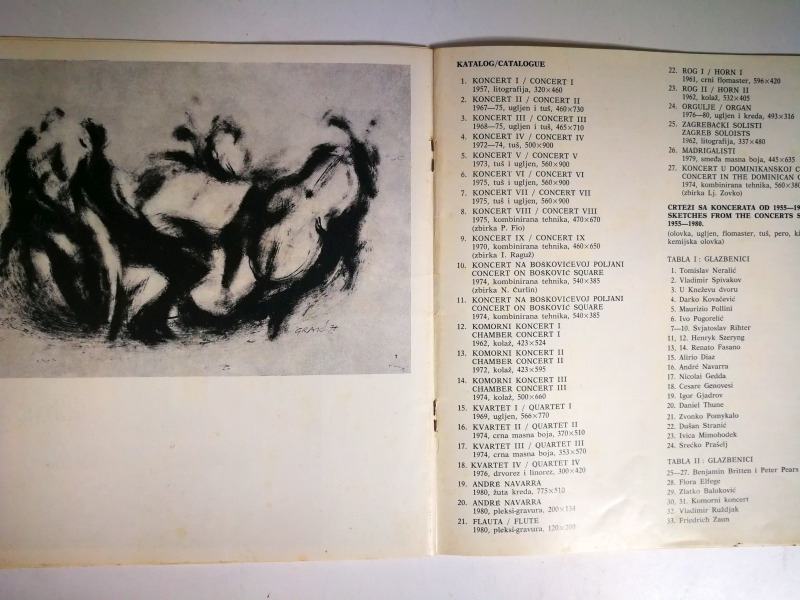 GRAIĆ 74
KATALOG/CATALOGUE
1. KONCERT I / CONCERT I
1957, litografija, 320×460
2. KONCERT II / CONCERT II
1967—75, ugljen i tuš, 460×730
3. KONCERT III / CONCERT III
1968—75, ugljen i tuš, 465×710
4. KONCERT IV / CONCERT IV
1972—74, tuš, 500×900
5. KONCERT V / CONCERT V
1973, tuš i ugljen, 560×900
6. KONCERT VI / CONCERT VI
1975, tuš i ugljen, 560×900
7. KONCERT VII / CONCERT VII
1975, tuš i ugljen, 560×900
8. KONCERT VIII / CONCERT VIII
1975, kombinirana tehnika, 470×670
(zbirka P. Fio)
9. KONCERT IX / CONCERT IX
1970, kombinirana tehnika, 460×650
(zbirka I. Raguž)
10. KONCERT NA BOŠKOVIĆEVOJ POLJANI
CONCERT ON BOŠKOVIĆ SQUARE
1974, kombinirana tehnika, 540×385
(zbirka N. Čurlin)
11. KONCERT NA BOŠKOVIĆEVOJ POLJANI
CONCERT ON BOŠKOVIĆ SQUARE
1974, kombinirana tehnika, 540×385
12. KOMORNI KONCERT I
CHAMBER CONCERT I
1962, kolaž, 423×524
13. KOMORNI KONCERT II
CHAMBER CONCERT II
1972, kolaž, 423×595
14. KOMORNI KONCERT III
CHAMBER CONCERT III
1974, kolaž, 500×660
15. KVARTET I / QUARTET I
1969, ugljen, 566×770
16. KVARTET II / QUARTET II
1974, crna masna boja, 370×510
17. KVARTET III / QUARTET III
1974, crna masna boja, 353×570
18. KVARTET IV / QUARTET IV
1976, drvorez i linorez, 300×420
19. ANDRÉ NAVARRA
1980, žuta kreda, 775×510
20. ANDRÉ NAVARRA
1980, pleksi-gravura, 200×134
21. FLAUTA / FLUTE
1980, pleksi-gravura, 120×200
22. ROG I / HORN I
1961, crni flomaster, 596×420
23. ROG II / HORN II
1962, kolaž, 532×405
24. ORGULJE / ORGAN
1976—80, ugljen i kreda, 493×316
25. ZAGREBAČKI SOLISTI
ZAGREB SOLOISTS
1962, litografija, 337×480
26. MADRIGALISTI
1979, smeđa masna boja, 445×635
27. KONCERT U DOMINIKANSKOJ C
CONCERT IN THE DOMINICAN C
1974, kombinirana tehnika, 560×380
(zbirka Lj. Zovko)
CRTEŽI SA KONCERATA OD 1955—19
SKETCHES FROM THE CONCERTS S
1955—1980.
(olovka, ugljen, flomaster, tuš, pero, ki
kemijska olovka)
TABLA I : GLAZBENICI
1. Tomislav Neralić
2. Vladimir Spivakov
3. U Kneževu dvoru
4. Darko Kovačević
5. Maurizio Pollini
6. Ivo Pogorelić
7—10. Svjatoslav Rihter
11, 12. Henryk Szeryng
13, 14. Renato Fasano
15. Alirio Diaz
16. André Navarra
17. Nicolai Gedda
18. Cesare Genovesi
19. Igor Gjadrov
20. Daniel Thune
21. Zvonko Pomykalo
22. Dušan Stranić
23. Ivica Mimohodek
24. Srećko Prašelj
TABLA II : GLAZBENICI
25—27. Benjamin Britten i Peter Pears
28. Flora Elfege
29. Zlatko Baloković
30, 31. Komorni koncert
32. Vladimir Ruždjak
33. Friedrich Zaun